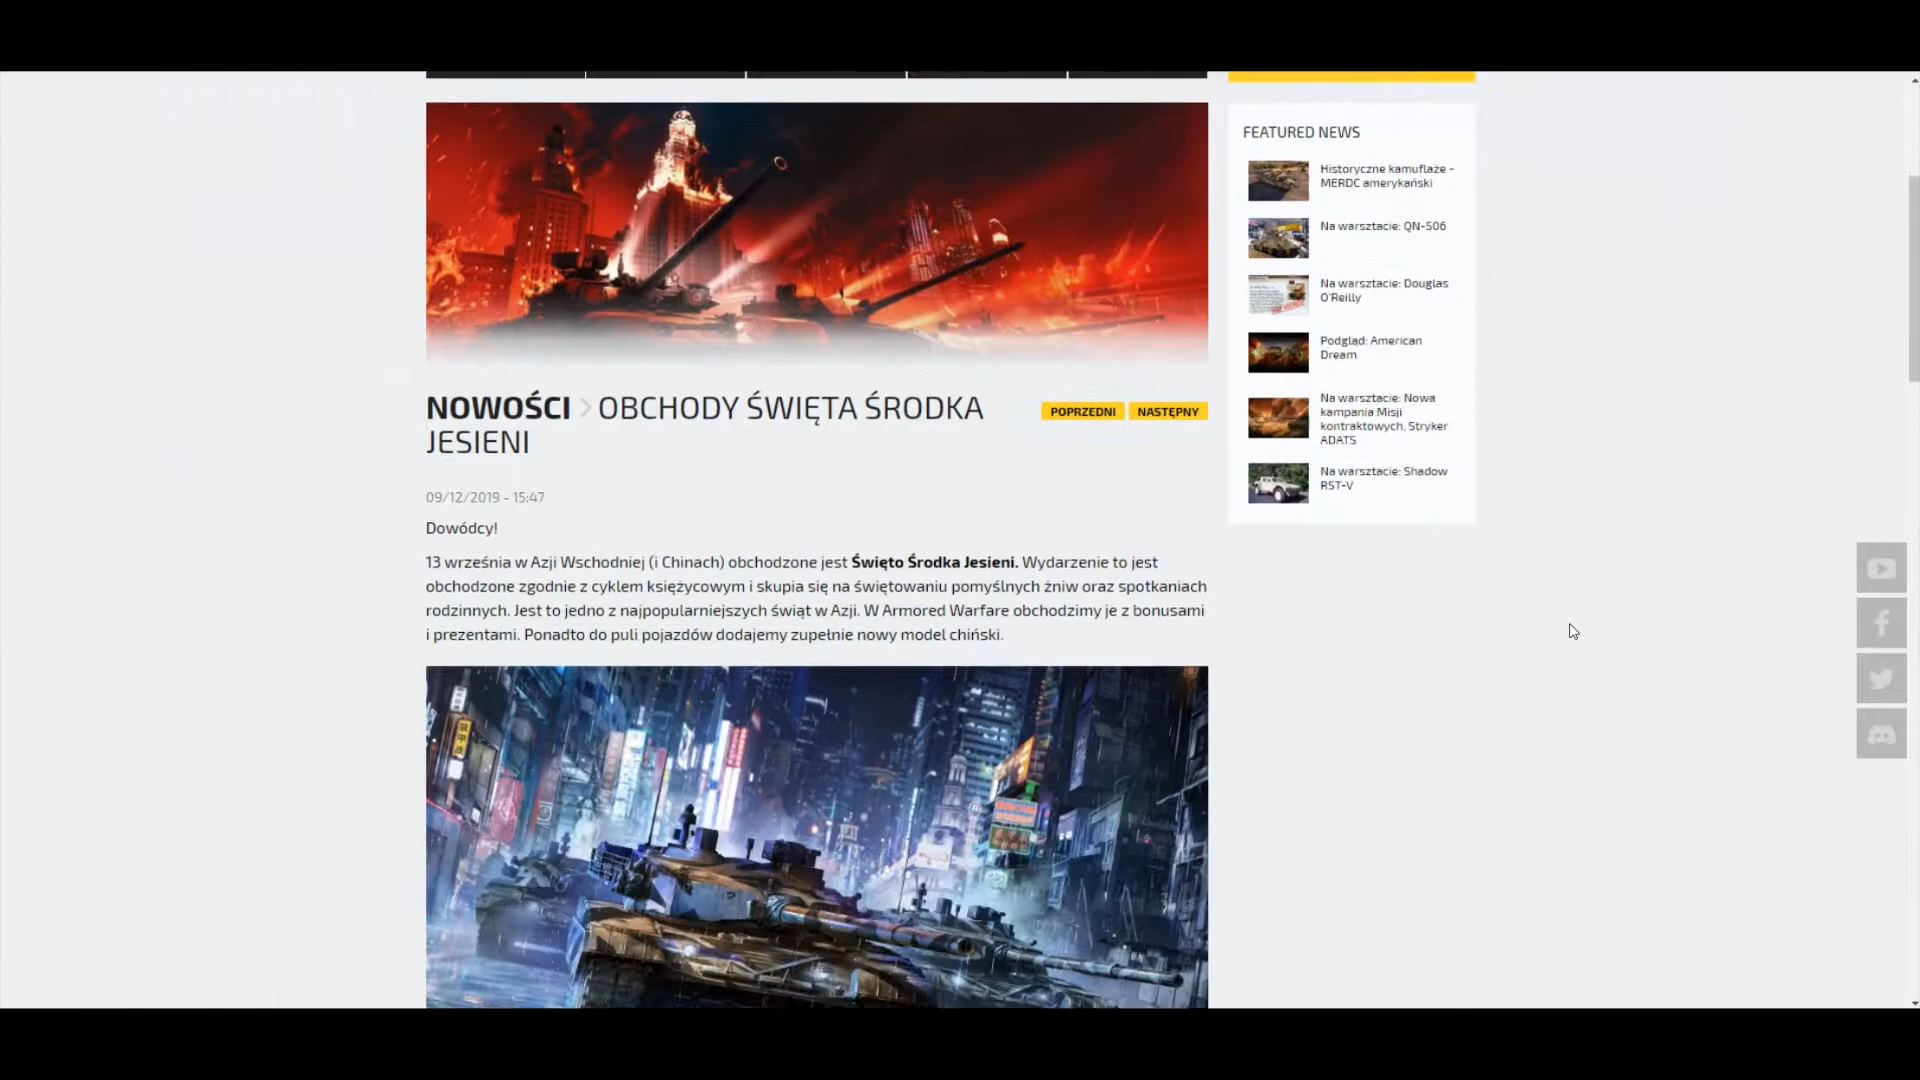 FEATURED NEWS
Historyczne kamuflaże -
MERDC amerykański
Na warsztacie: QN-506
Na warsztacie: Douglas
O'Reilly
Podgląd: American
Dream
Na warsztacie: Nowa
kampania Misji
kontraktowych, Stryker
ADATS
Na warsztacie: Shadow
RST-V
NOWOŚCI > OBCHODY ŚWIĘTA ŚRODKA
JESIENI
POPRZEDNI NASTĘPNY
09/12/2019 - 15:47
Dowódcy!
13 września w Azji Wschodniej (i Chinach) obchodzone jest Święto Środka Jesieni. Wydarzenie to jest
obchodzone zgodnie z cyklem księżycowym i skupia się na świętowaniu pomyślnych żniw oraz spotkaniach
rodzinnych. Jest to jedno z najpopularniejszych świąt w Azji. W Armored Warfare obchodzimy je z bonusami
i prezentami. Ponadto do puli pojazdów dodajemy zupełnie nowy model chiński.